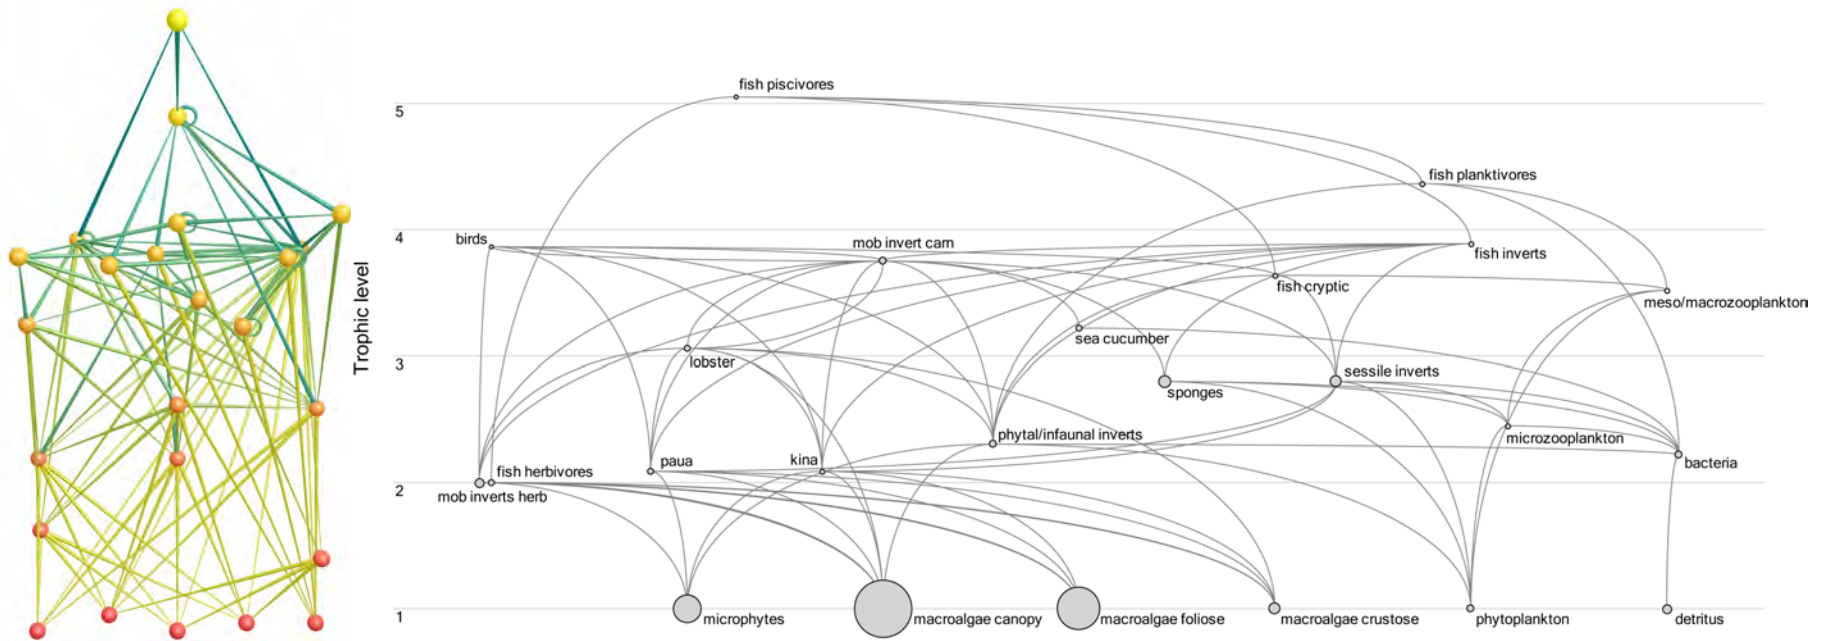 fish piscivores
5
fish planktivores
4
birds
mob invert carn
fish inverts
fish cryptic
meso/macrozooplankton
Trophic level
sea cucumber
3
lobster
sessile inverts
sponges
phytal/infaunal inverts
microzooplankton
paua
kina
bacteria
fish herbivores
2
mob inverts herb
1
microphytes
macroalgae canopy
macroalgae foliose
macroalgae crustose
phytoplankton
detritus